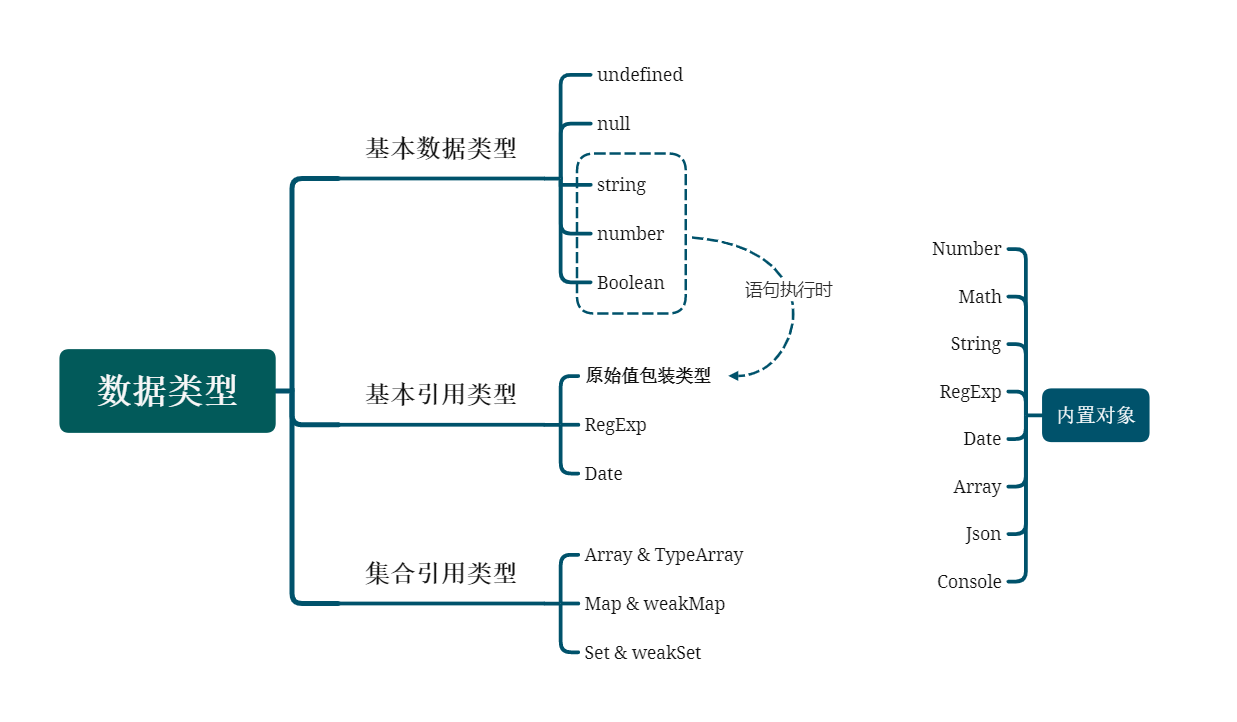 数据类型
基本数据类型
undefined
null
string
number
Boolean
语句执行时
基本引用类型
原始值包装类型
RegExp
Date
集合引用类型
Array & TypeArray
Map & weakMap
Set & weakSet
内置对象
Number
Math
String
RegExp
Date
Array
Json
Console